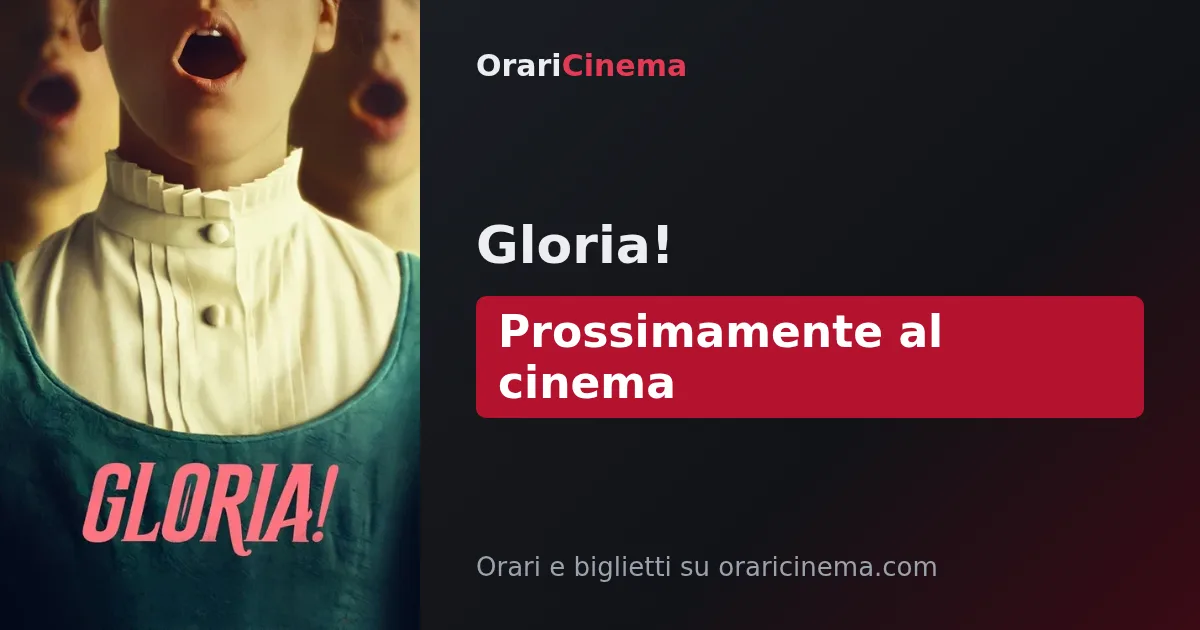 GLORIA!
OrariCinema
Gloria!
Prossimamente al
cinema
Orari e biglietti su oraricinema.com